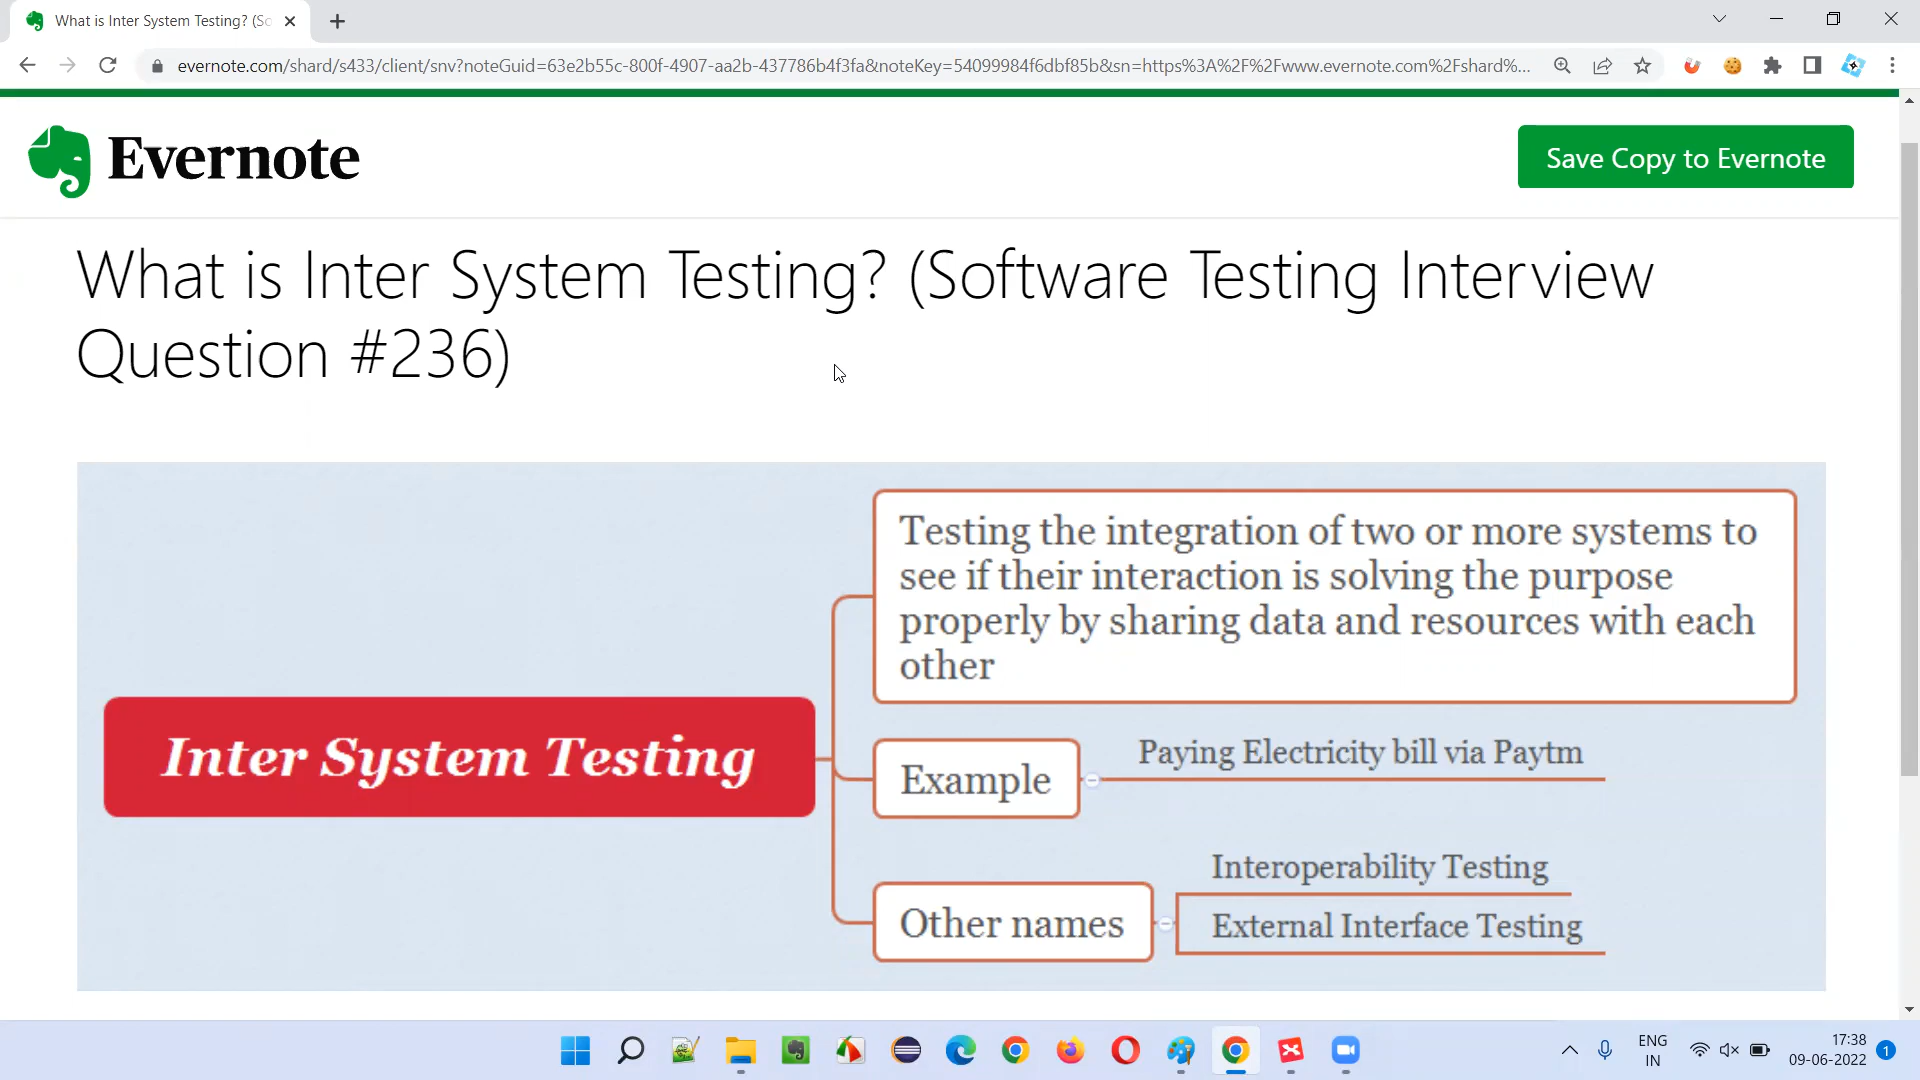 What is Inter System Testing? (So
evernote.com/shard/s433/client/snv?noteGuid=63e2b55c-800f-4907-aa2b-437786b4f3fa&noteKey=54099984f6dbf85b&sn=https%3A%2F%2Fwww.evernote.com%2Fshard%...
Evernote
Save Copy to Evernote
What is Inter System Testing? (Software Testing Interview
Question #236)
Testing the integration of two or more systems to
see if their interaction is solving the purpose
properly by sharing data and resources with each
other
Inter System Testing
Example
Paying Electricity bill via Paytm
Other names
Interoperability Testing
External Interface Testing
ENG
IN
17:38
09-06-2022
1